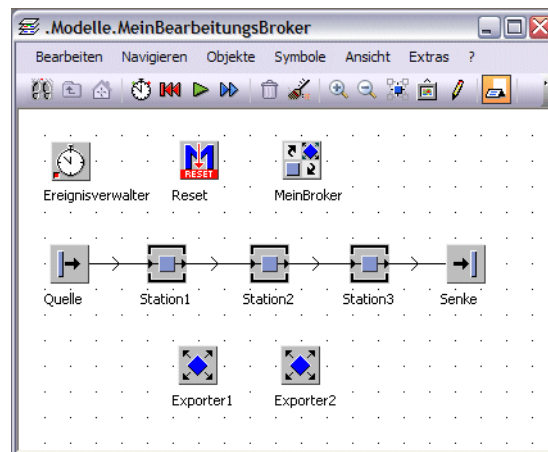 .Modelle.MeinBearbeitungsBroker
Bearbeiten Navigieren Objekte Symbole Ansicht Extras ?
RESET
Ereignisverwalter Reset MeinBroker
Quelle Station1 Station2 Station3 Senke
Exporter1 Exporter2